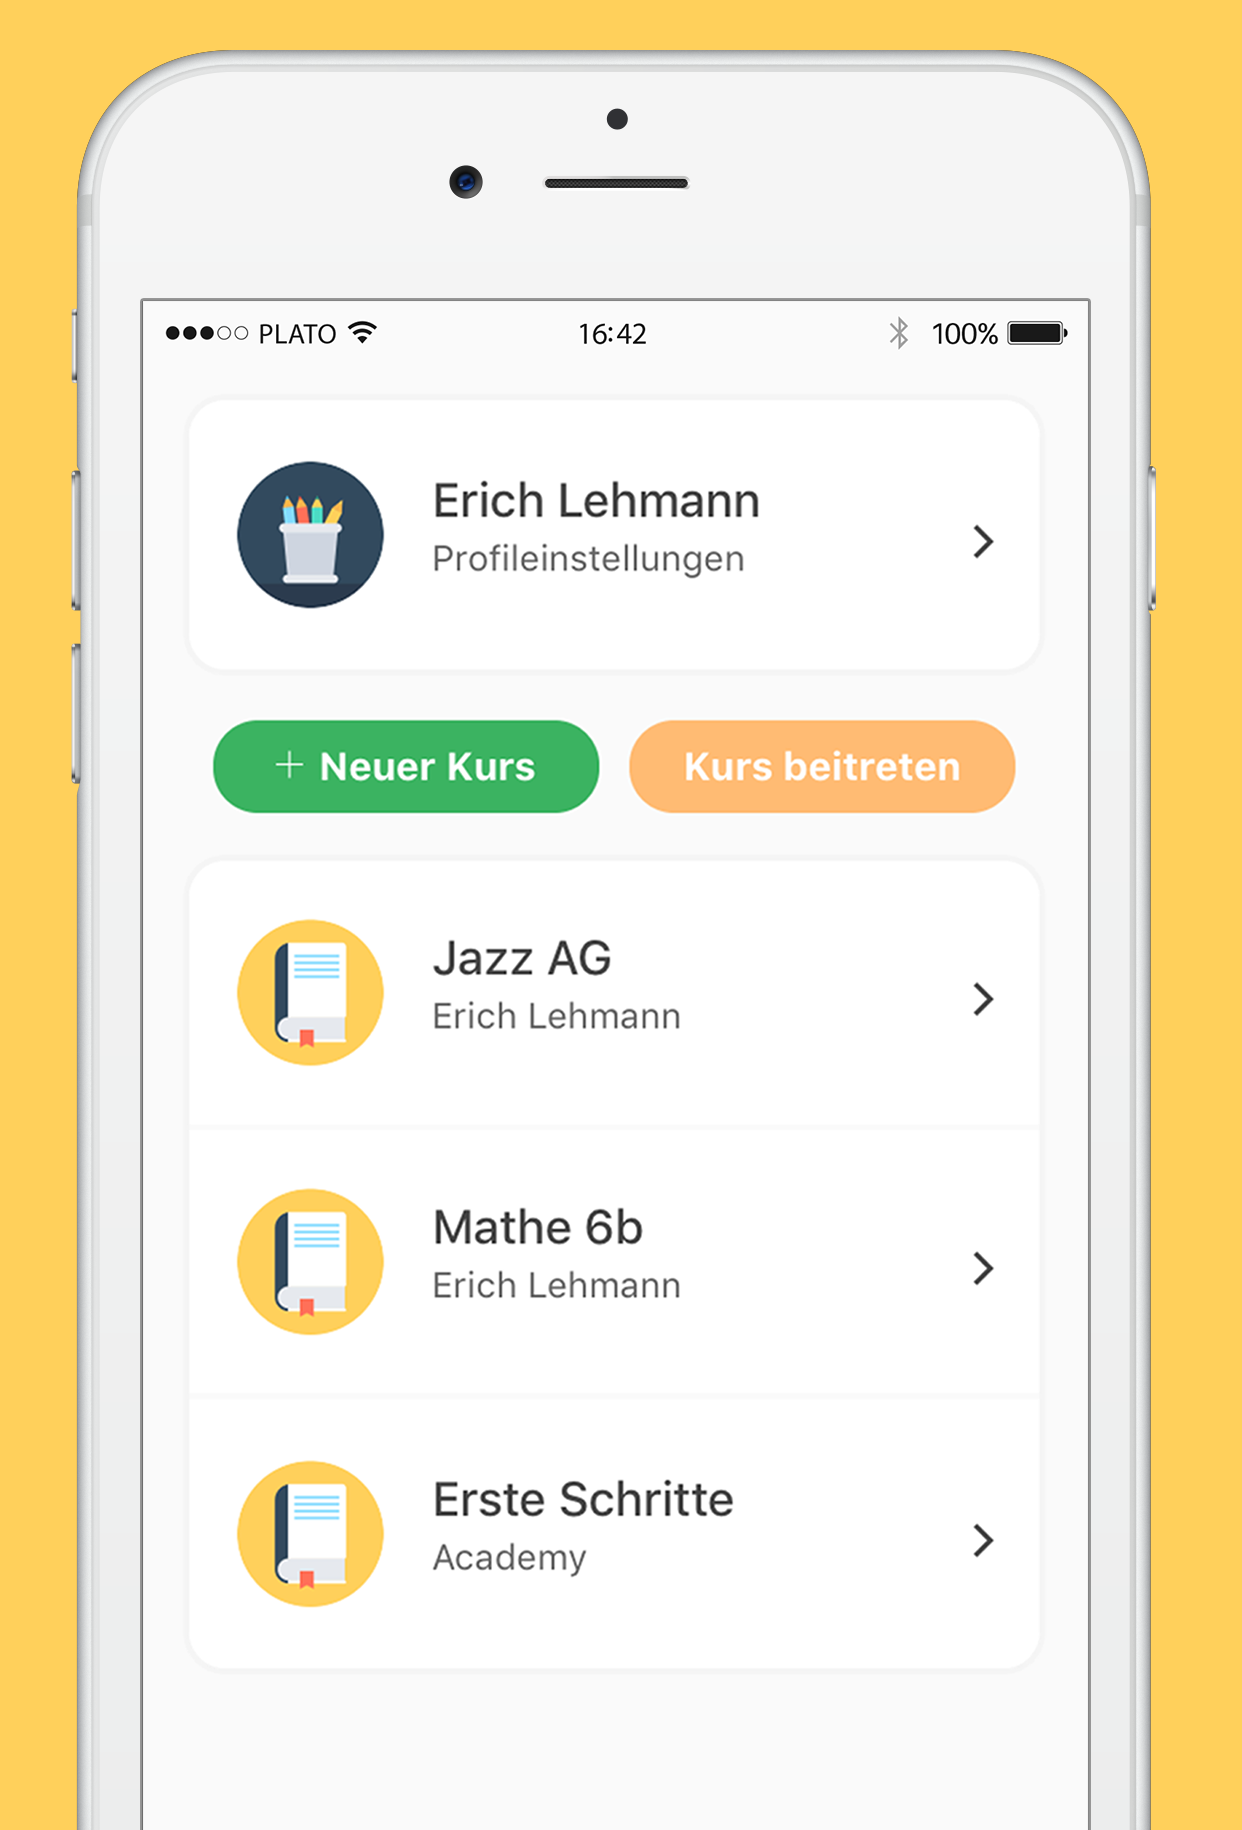 PLATO 16:42 100%
Erich Lehmann
Profileinstellungen
+ Neuer Kurs Kurs beitreten
Jazz AG
Erich Lehmann
Mathe 6b
Erich Lehmann
Erste Schritte
Academy